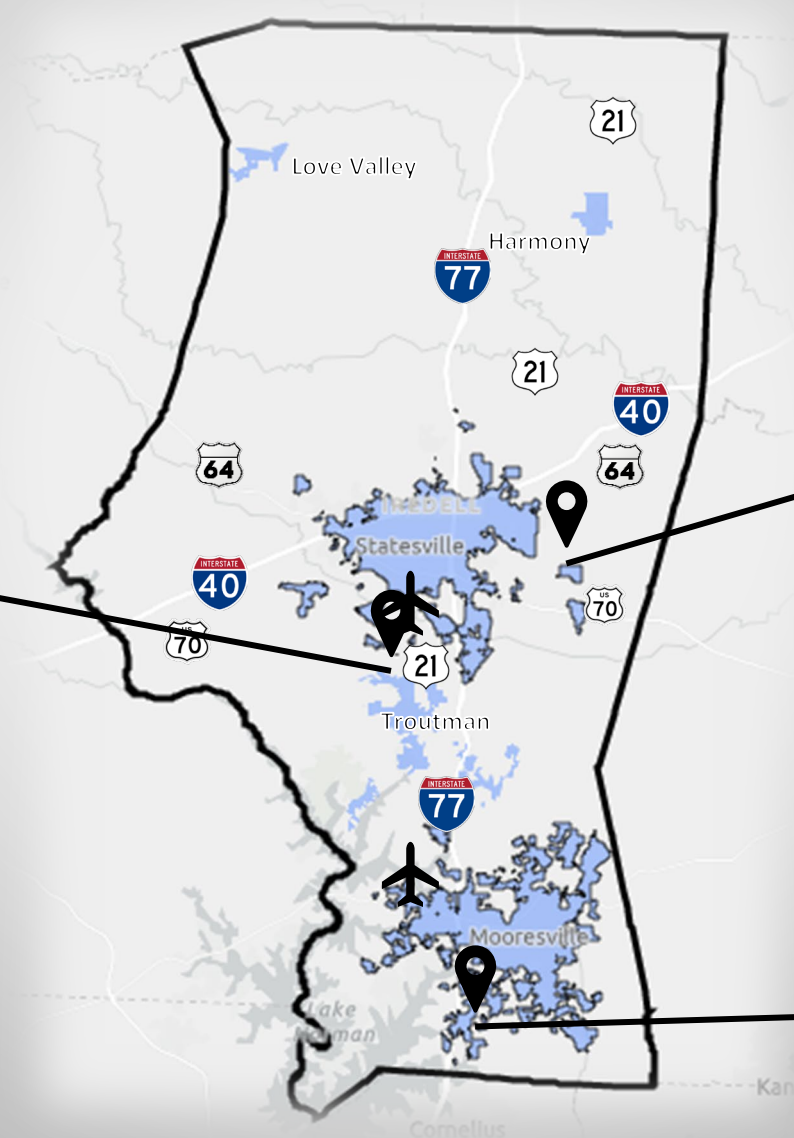 21
Love Valley
Harmony
INTERSTATE
77
21
INTERSTATE
40
64
64
IREDELL
Statesville
INTERSTATE
40
US
70
US
70
21
Troutman
INTERSTATE
77
Mooresville
Lake
Norman
Kan
Cornelius